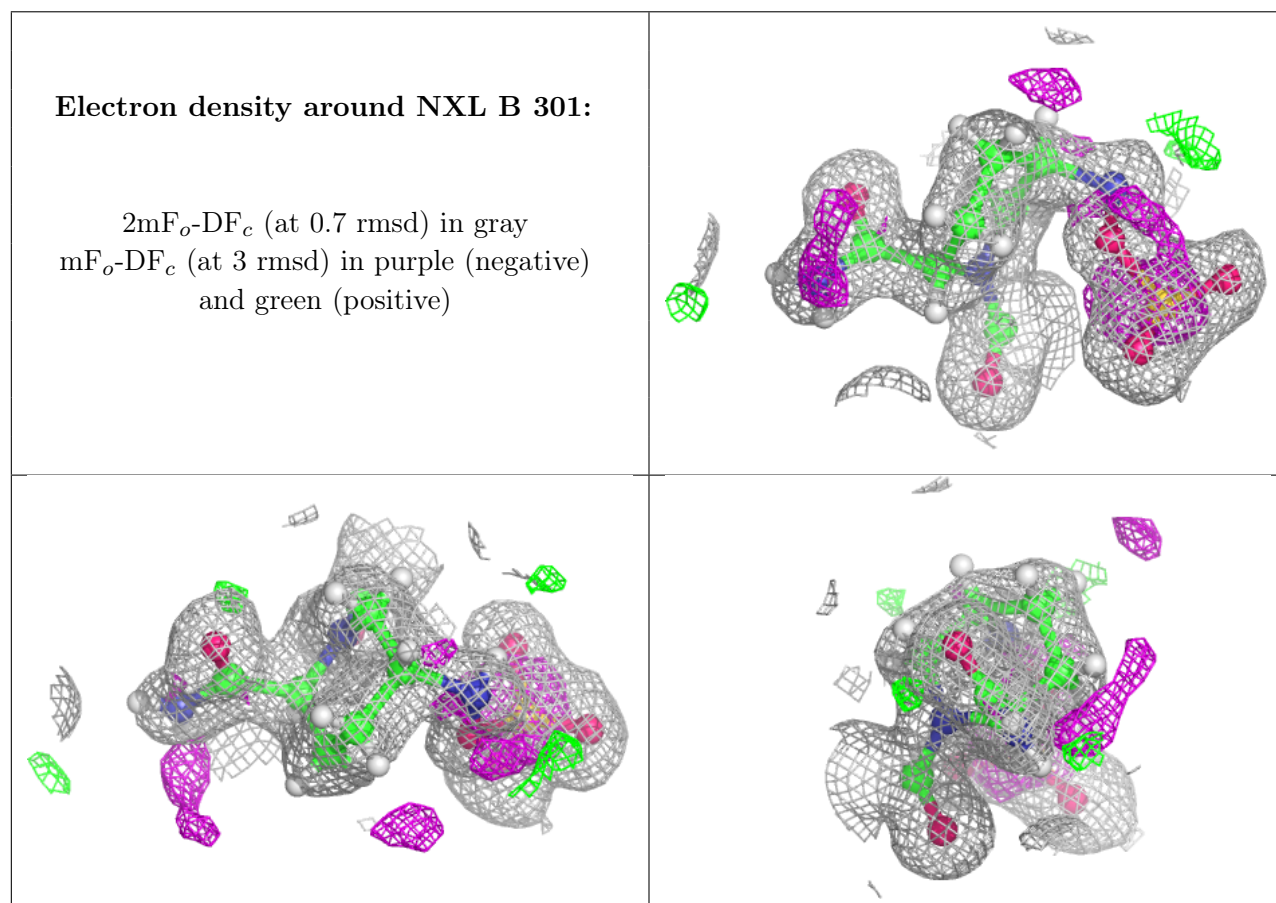 Electron density around NXL B 301:
2mFₒ-DF𝒸 (at 0.7 rmsd) in gray
mFₒ-DF𝒸 (at 3 rmsd) in purple (negative)
and green (positive)